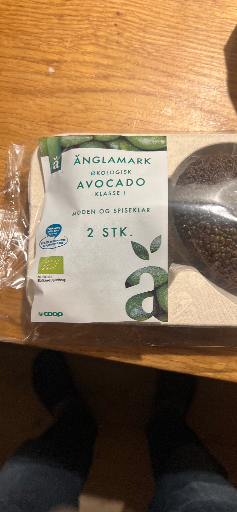 ä
ÄNGLAMARK
ØKOLOGISK
AVOCADO
KLASSE I
MODEN OG SPISEKLAR
2 STK.
ä
coop